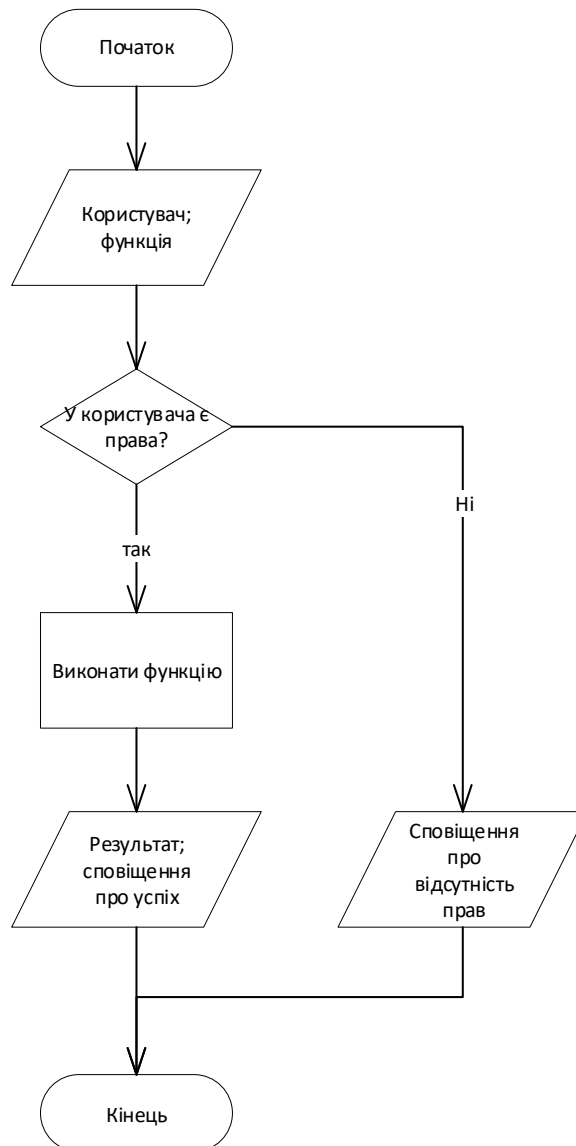 Початок
Користувач;
функція
У користувача є
права?
так
Ні
Виконати функцію
Результат;
сповіщення
про успіх
Сповіщення
про
відсутність
прав
Кінець